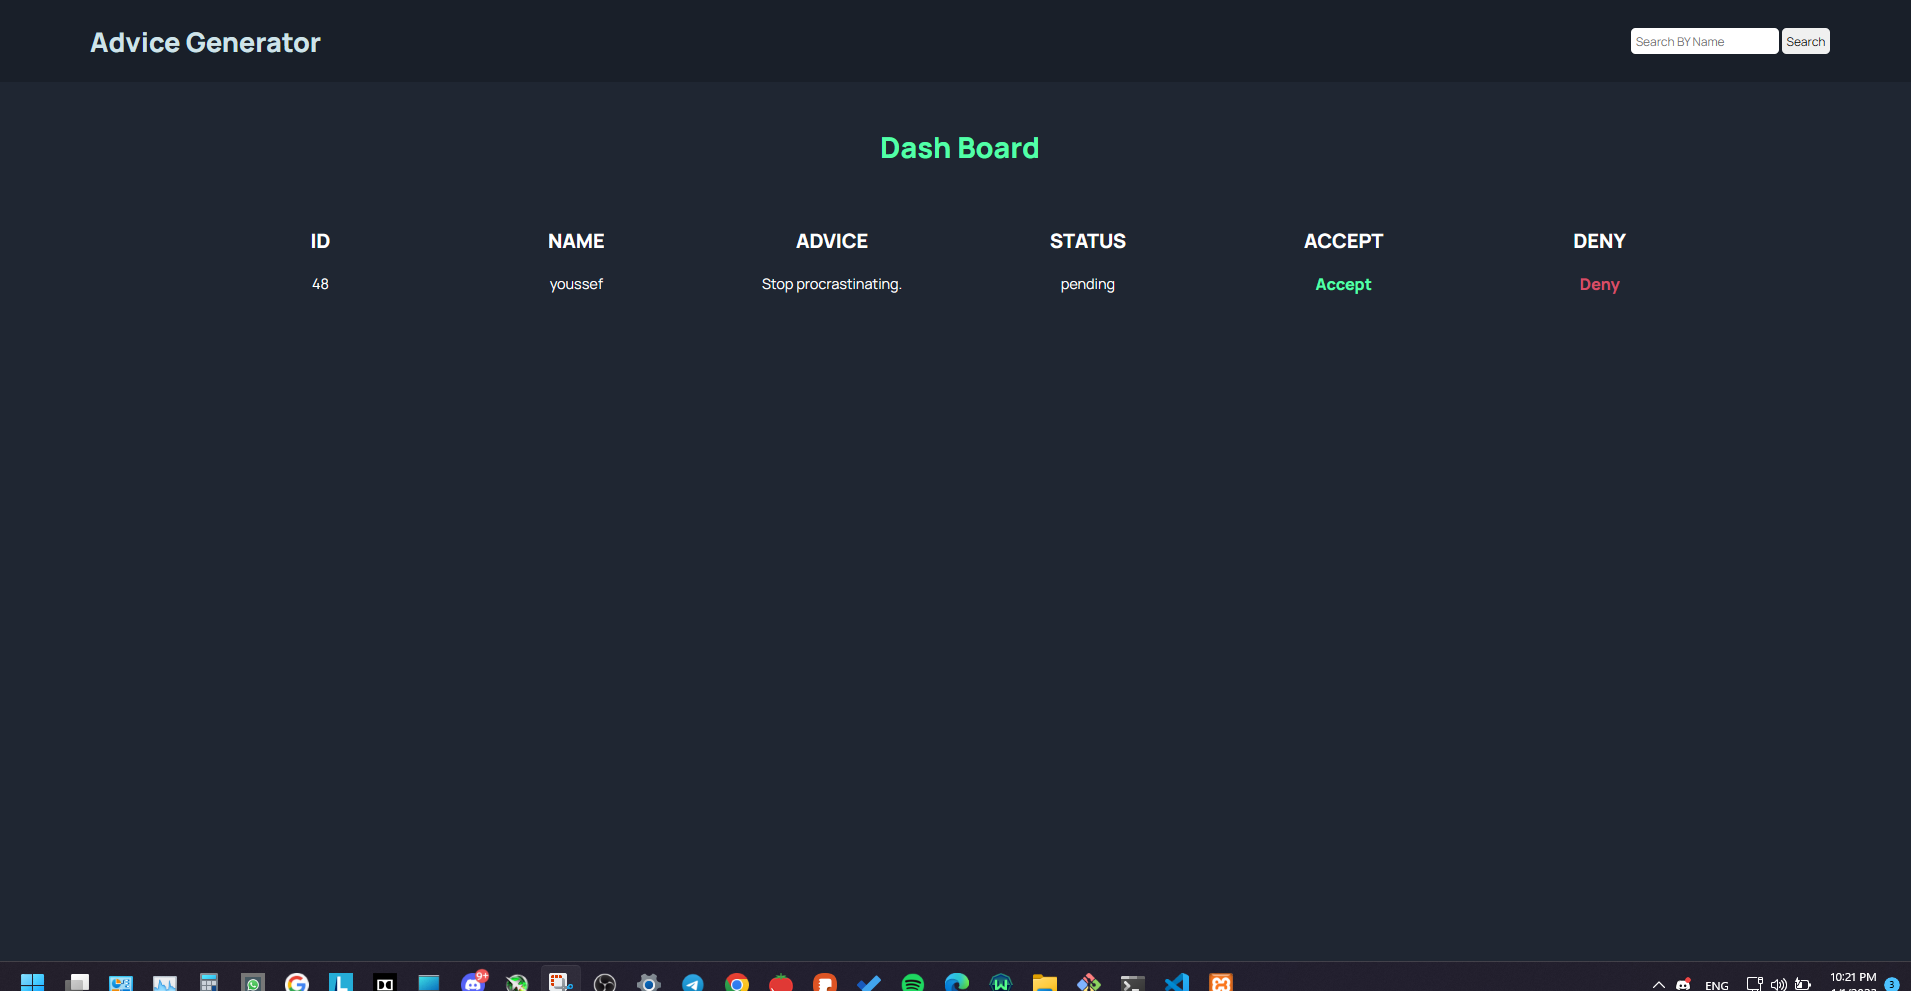 Advice Generator
Search BY Name Search
Dash Board
ID NAME ADVICE STATUS ACCEPT DENY
48 youssef Stop procrastinating. pending Accept Deny
9+
ENG
10:21 PM
3